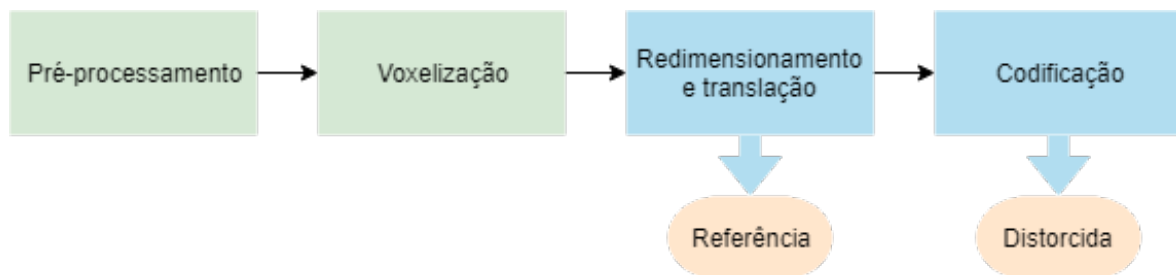 Pré-processamento
Voxelização
Redimensionamento
e translação
Codificação
Referência
Distorcida